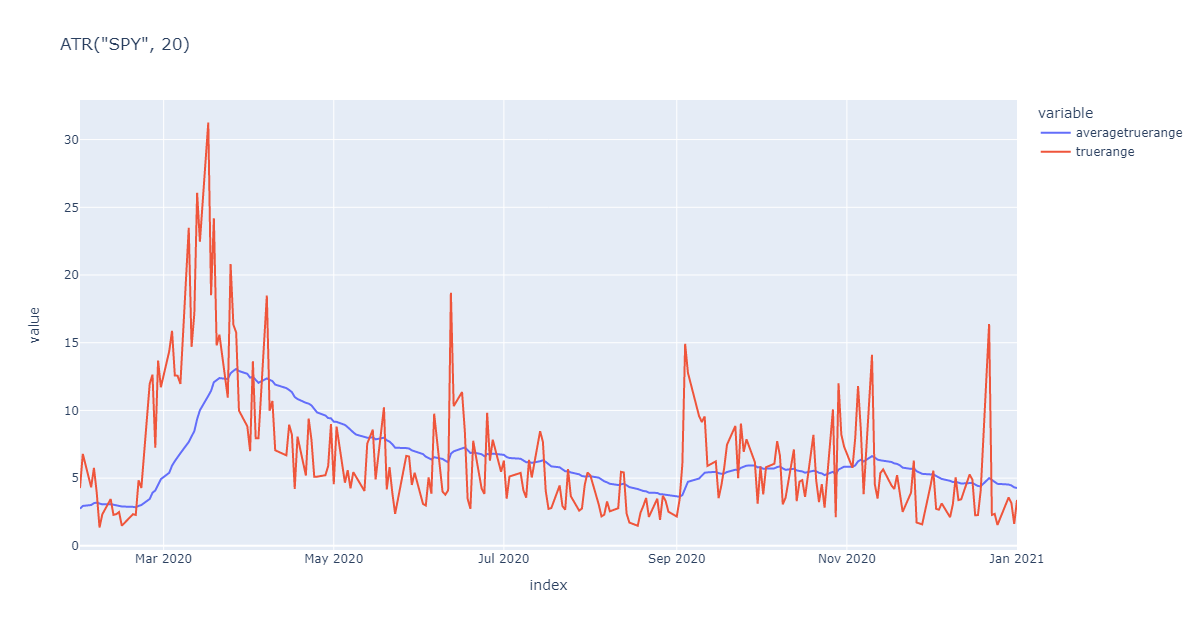 ATR("SPY", 20)
variable
averagetruerange
truerange
value
30
25
20
15
10
5
0
Mar 2020
May 2020
Jul 2020
Sep 2020
Nov 2020
Jan 2021
index